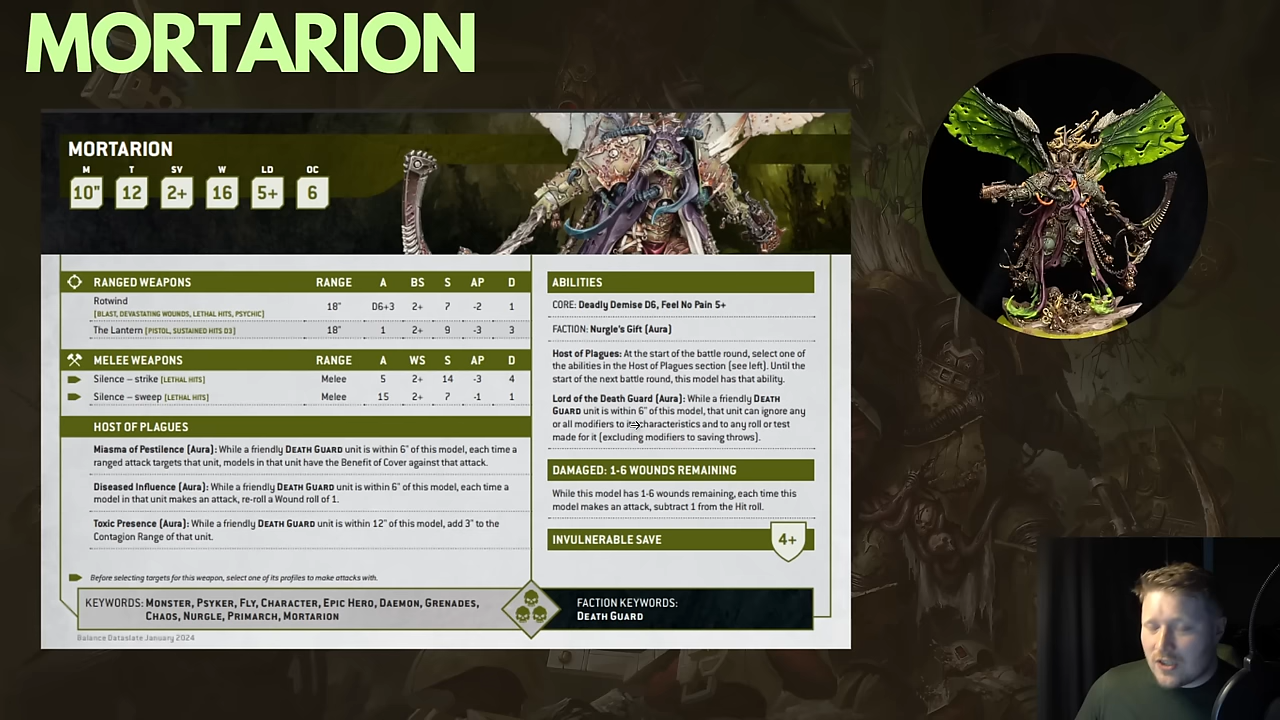 MORTARION
MORTARION
M T SV W LD OC
10" 12 2+ 16 5+ 6
RANGED WEAPONS RANGE A BS S AP D
Rotwind 18" D6+3 2+ 7 -2 1
[BLAST, DEVASTATING WOUNDS, LETHAL HITS, PSYCHIC]
The Lantern [PISTOL, SUSTAINED HITS D3] 18" 1 2+ 9 -3 3
MELEE WEAPONS RANGE A WS S AP D
Silence – strike [LETHAL HITS] Melee 5 2+ 14 -3 4
Silence – sweep [LETHAL HITS] Melee 15 2+ 7 -1 1
HOST OF PLAGUES
Miasma of Pestilence (Aura): While a friendly DEATH GUARD unit is within 6" of this model, each time a
ranged attack targets that unit, models in that unit have the Benefit of Cover against that attack.
Diseased Influence (Aura): While a friendly DEATH GUARD unit is within 6" of this model, each time a
model in that unit makes an attack, re-roll a Wound roll of 1.
Toxic Presence (Aura): While a friendly DEATH GUARD unit is within 12" of this model, add 3" to the
Contagion Range of that unit.
Before selecting targets for this weapon, select one of its profiles to make attacks with.
ABILITIES
CORE: Deadly Demise D6, Feel No Pain 5+
FACTION: Nurgle's Gift (Aura)
Host of Plagues: At the start of the battle round, select one of
the abilities in the Host of Plagues section (see left). Until the
start of the next battle round, this model has that ability.
Lord of the Death Guard (Aura): While a friendly DEATH
GUARD unit is within 6" of this model, that unit can ignore any
or all modifiers to its characteristics and to any roll or test
made for it (excluding modifiers to saving throws).
DAMAGED: 1-6 WOUNDS REMAINING
While this model has 1-6 wounds remaining, each time this
model makes an attack, subtract 1 from the Hit roll.
INVULNERABLE SAVE 4+
KEYWORDS: MONSTER, PSYKER, FLY, CHARACTER, EPIC HERO, DAEMON, GRENADES,
CHAOS, NURGLE, PRIMARCH, MORTARION
FACTION KEYWORDS:
DEATH GUARD
Balance Dataslate January 2024